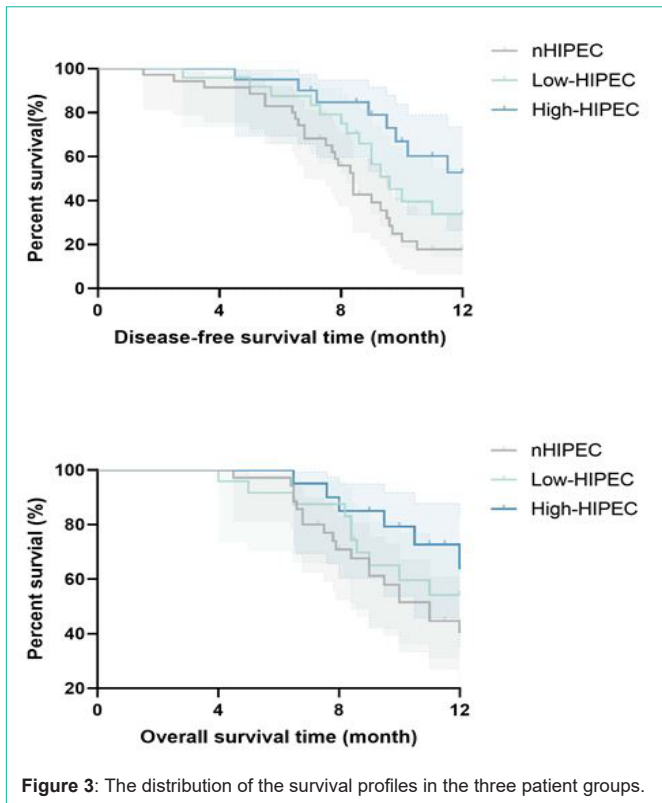 nHIPEC
Low-HIPEC
High-HIPEC
Percent survival(%)
100
80
60
40
20
0
0 4 8 12
Disease-free survival time (month)
nHIPEC
Low-HIPEC
High-HIPEC
Percent survial (%)
100
80
60
40
20
0 4 8 12
Overall survival time (month)
Figure 3: The distribution of the survival profiles in the three patient groups.